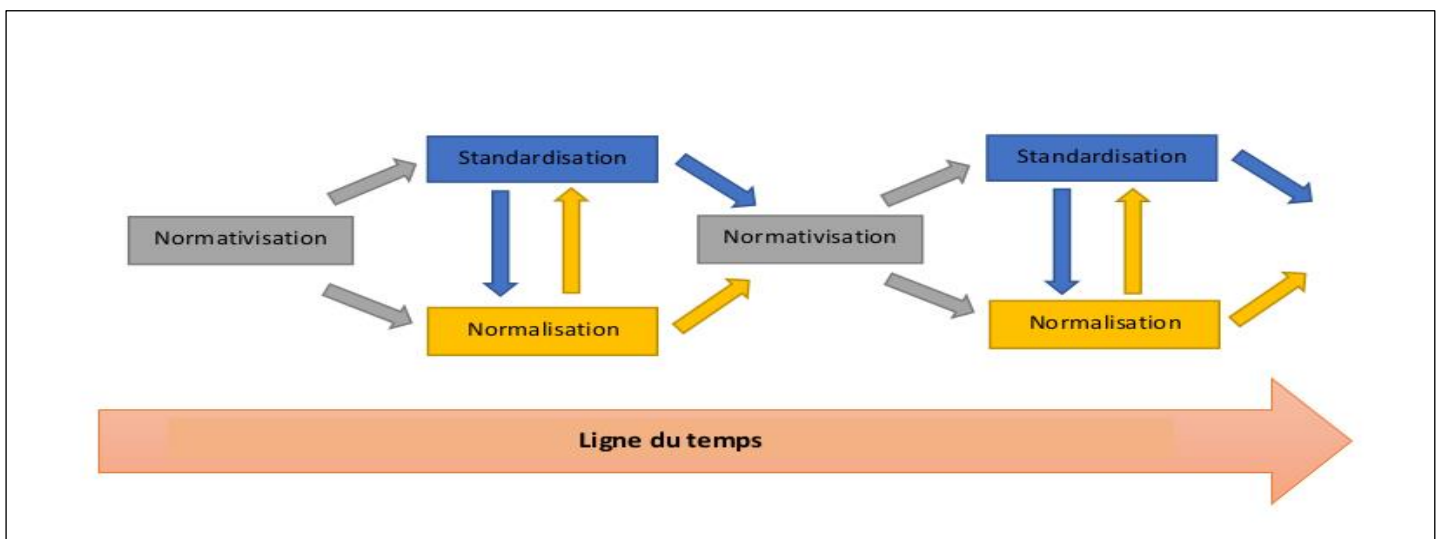 Standardisation
Standardisation
Normativisation
Normativisation
Normalisation
Normalisation
Ligne du temps